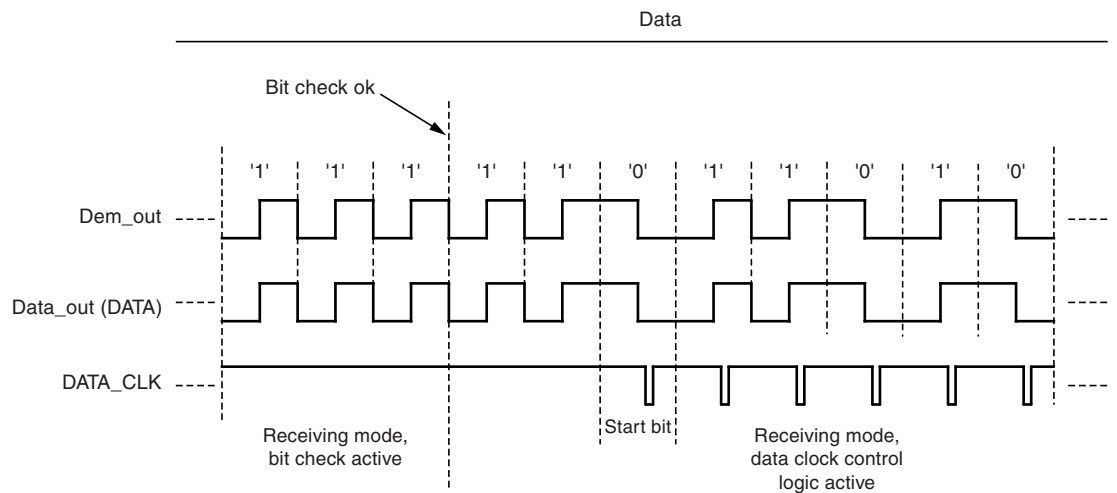 Data
Bit check ok
'1' '1' '1' '1' '1' '0' '1' '1' '0' '1' '0'
Dem_out
Data_out (DATA)
DATA_CLK
Start bit
Receiving mode,
bit check active
Receiving mode,
data clock control
logic active